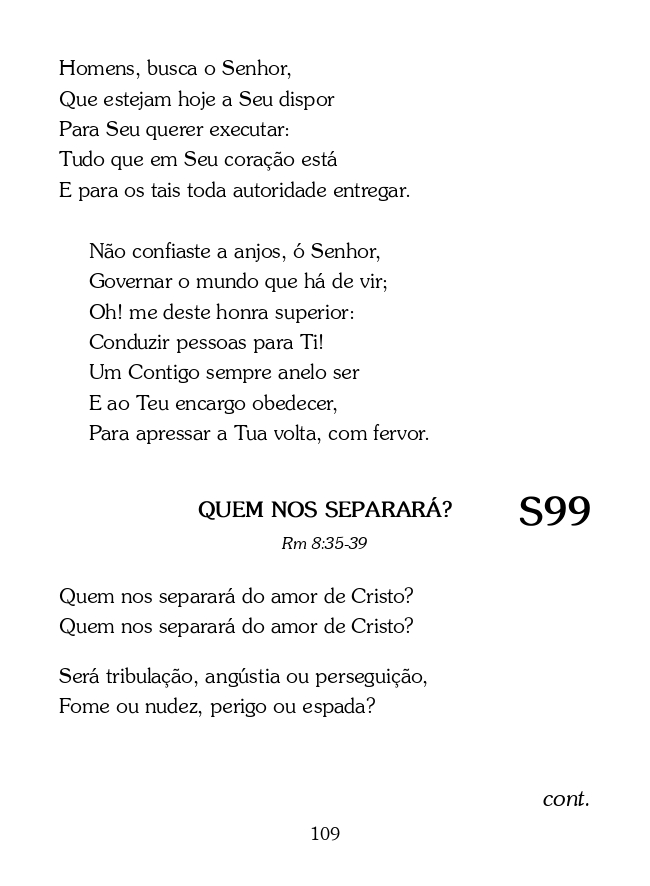 Homens, busca o Senhor,
Que estejam hoje a Seu dispor
Para Seu querer executar:
Tudo que em Seu coração está
E para os tais toda autoridade entregar.
Não confiaste a anjos, ó Senhor,
Governar o mundo que há de vir;
Oh! me deste honra superior:
Conduzir pessoas para Ti!
Um Contigo sempre anelo ser
E ao Teu encargo obedecer,
Para apressar a Tua volta, com fervor.
QUEM NOS SEPARARÁ? S99
Rm 8:35-39
Quem nos separará do amor de Cristo?
Quem nos separará do amor de Cristo?
Será tribulação, angústia ou perseguição,
Fome ou nudez, perigo ou espada?
cont.
109